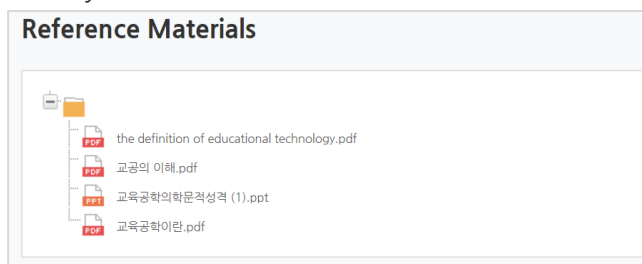 Reference Materials
PDF the definition of educational technology.pdf
PDF 교공의 이해.pdf
PPT 교육공학의학문적성격 (1).ppt
PDF 교육공학이란.pdf